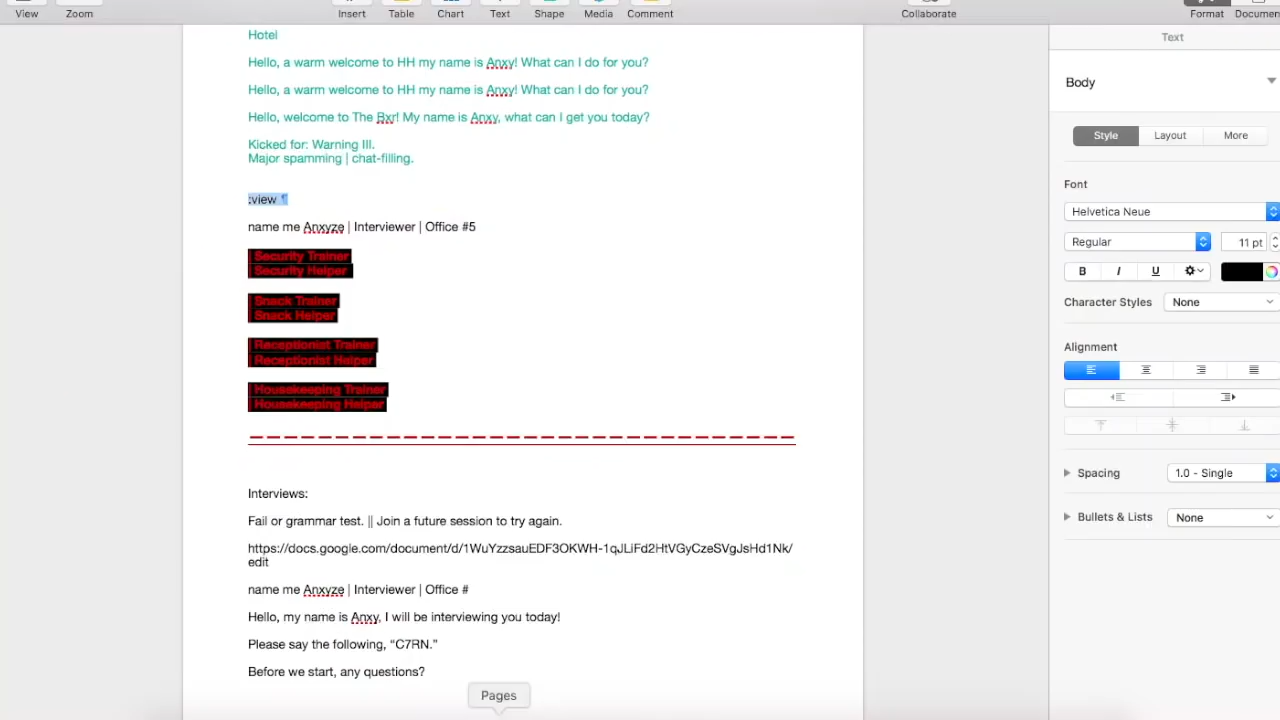 View Zoom Insert Table Chart Text Shape Media Comment Collaborate Format Documen
Hotel
Hello, a warm welcome to HH my name is Anxy! What can I do for you?
Hello, a warm welcome to HH my name is Anxy! What can I do for you?
Hello, welcome to The Bxr! My name is Anxy, what can I get you today?
Kicked for: Warning III.
Major spamming | chat-filling.
:view ¶
name me Anxyze | Interviewer | Office #5
| Security Trainer
| Security Helper
| Snack Trainer
| Snack Helper
| Receptionist Trainer
| Receptionist Helper
| Housekeeping Trainer
| Housekeeping Helper
Interviews:
Fail or grammar test. || Join a future session to try again.
https://docs.google.com/document/d/1WuYzzsauEDF3OKWH-1qJLiFd2HtVGyCzeSVgJsHd1Nk/
edit
name me Anxyze | Interviewer | Office #
Hello, my name is Anxy, I will be interviewing you today!
Please say the following, “C7RN.”
Before we start, any questions?
Pages
Text
Body
Style Layout More
Font
Helvetica Neue
Regular 11 pt
B I U
Character Styles None
Alignment
Spacing 1.0 - Single
Bullets & Lists None